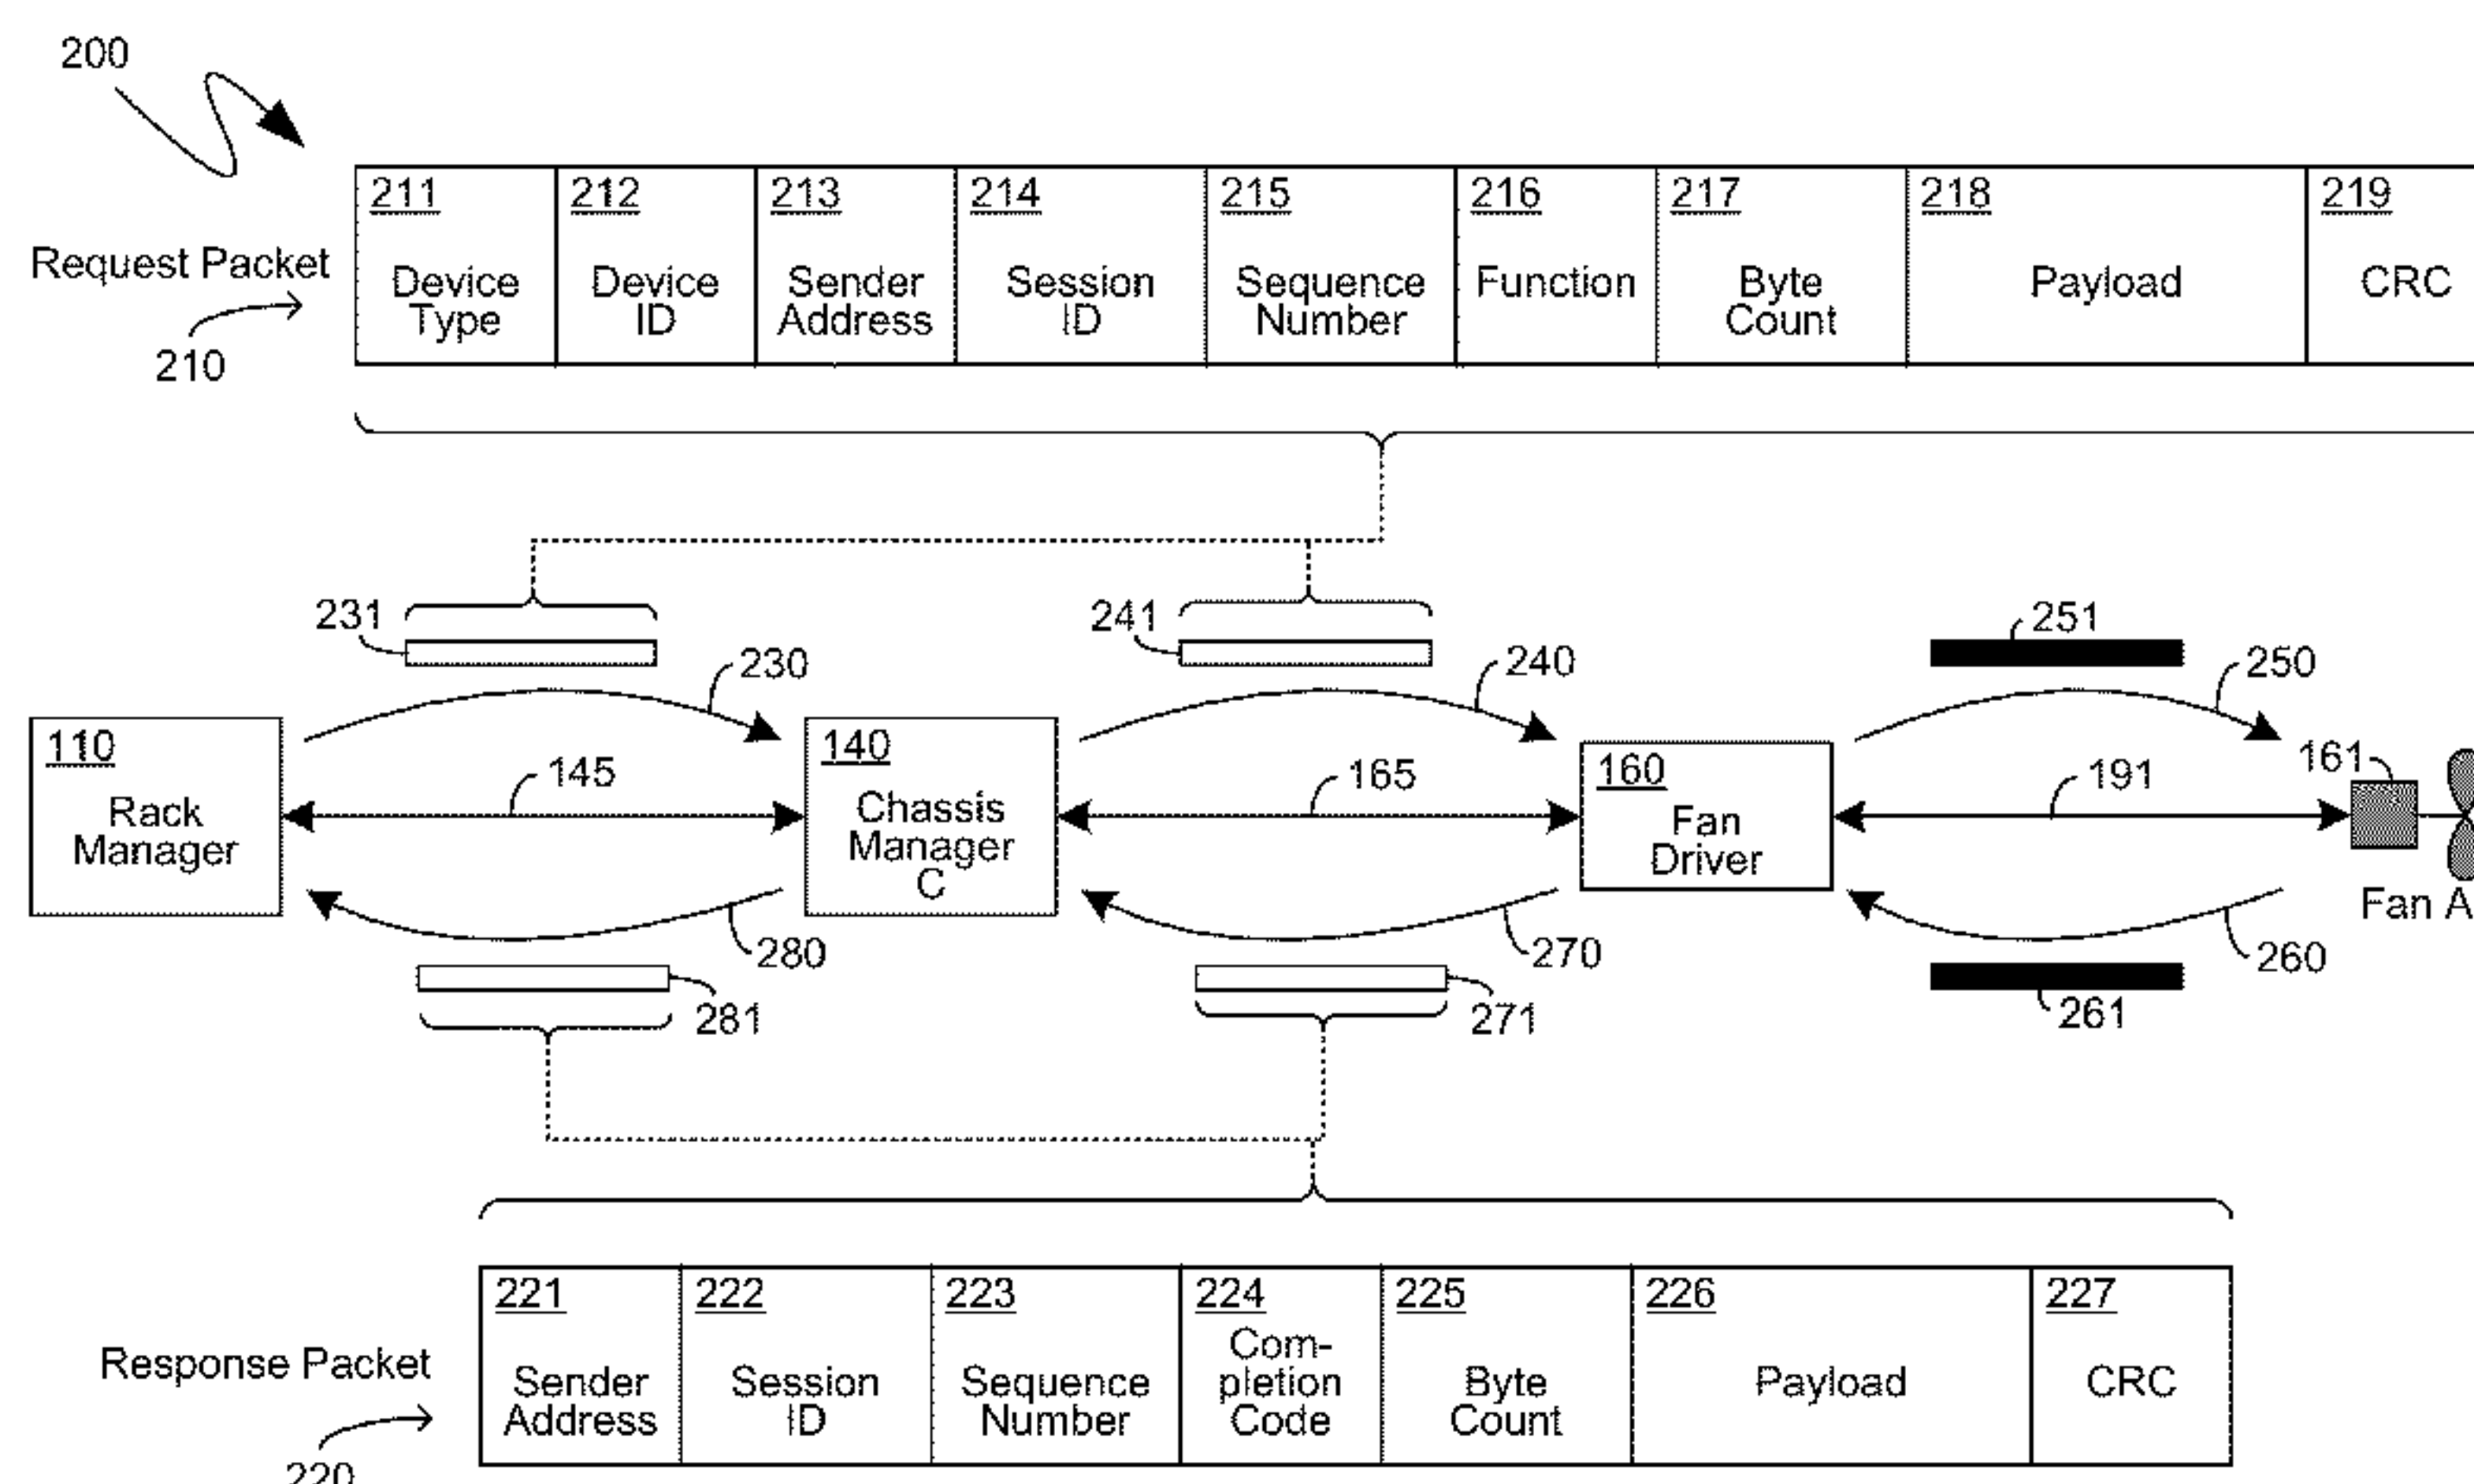 200
211 212 213 214 215 216 217 218 219
Request Packet
Device Type
Device ID
Sender Address
Session ID
Sequence Number
Function
Byte Count
Payload
CRC
210
231
241
251
230
240
250
110
Rack
Manager
145
140
Chassis
Manager
C
165
160
Fan
Driver
191
161
Fan A
280
270
260
281
271
261
221 222 223 224 225 226 227
Response Packet
Sender Address
Session ID
Sequence Number
Com-
pletion
Code
Byte Count
Payload
CRC
220